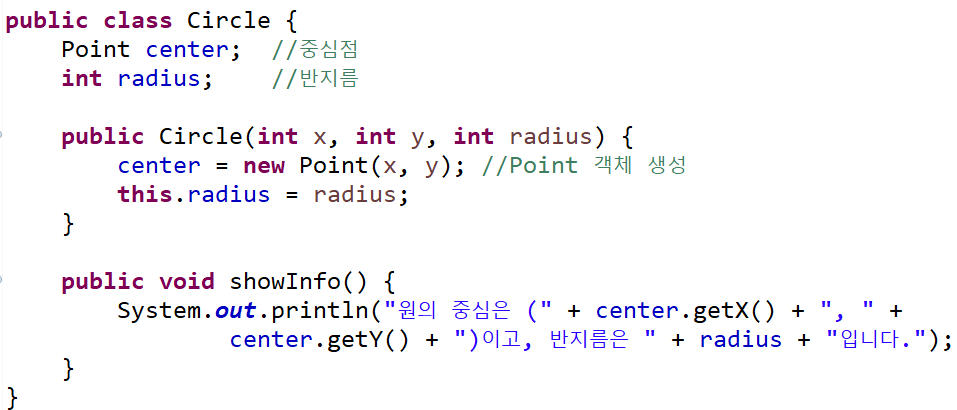 public class Circle {
    Point center;  //중심점
    int radius;    //반지름

    public Circle(int x, int y, int radius) {
        center = new Point(x, y); //Point 객체 생성
        this.radius = radius;
    }

    public void showInfo() {
        System.out.println("원의 중심은 (" + center.getX() + ", " +
                center.getY() + ")이고, 반지름은 " + radius + "입니다.");
    }
}